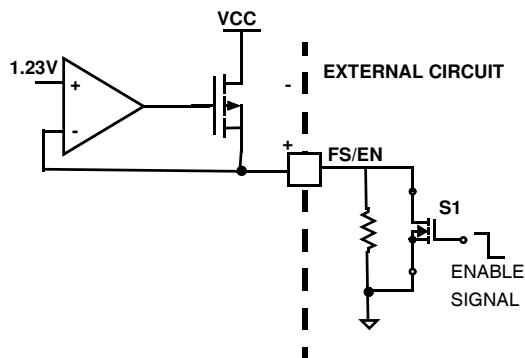 VCC
1.23V
EXTERNAL CIRCUIT
+
-
-
+
FS/EN
S1
ENABLE
SIGNAL